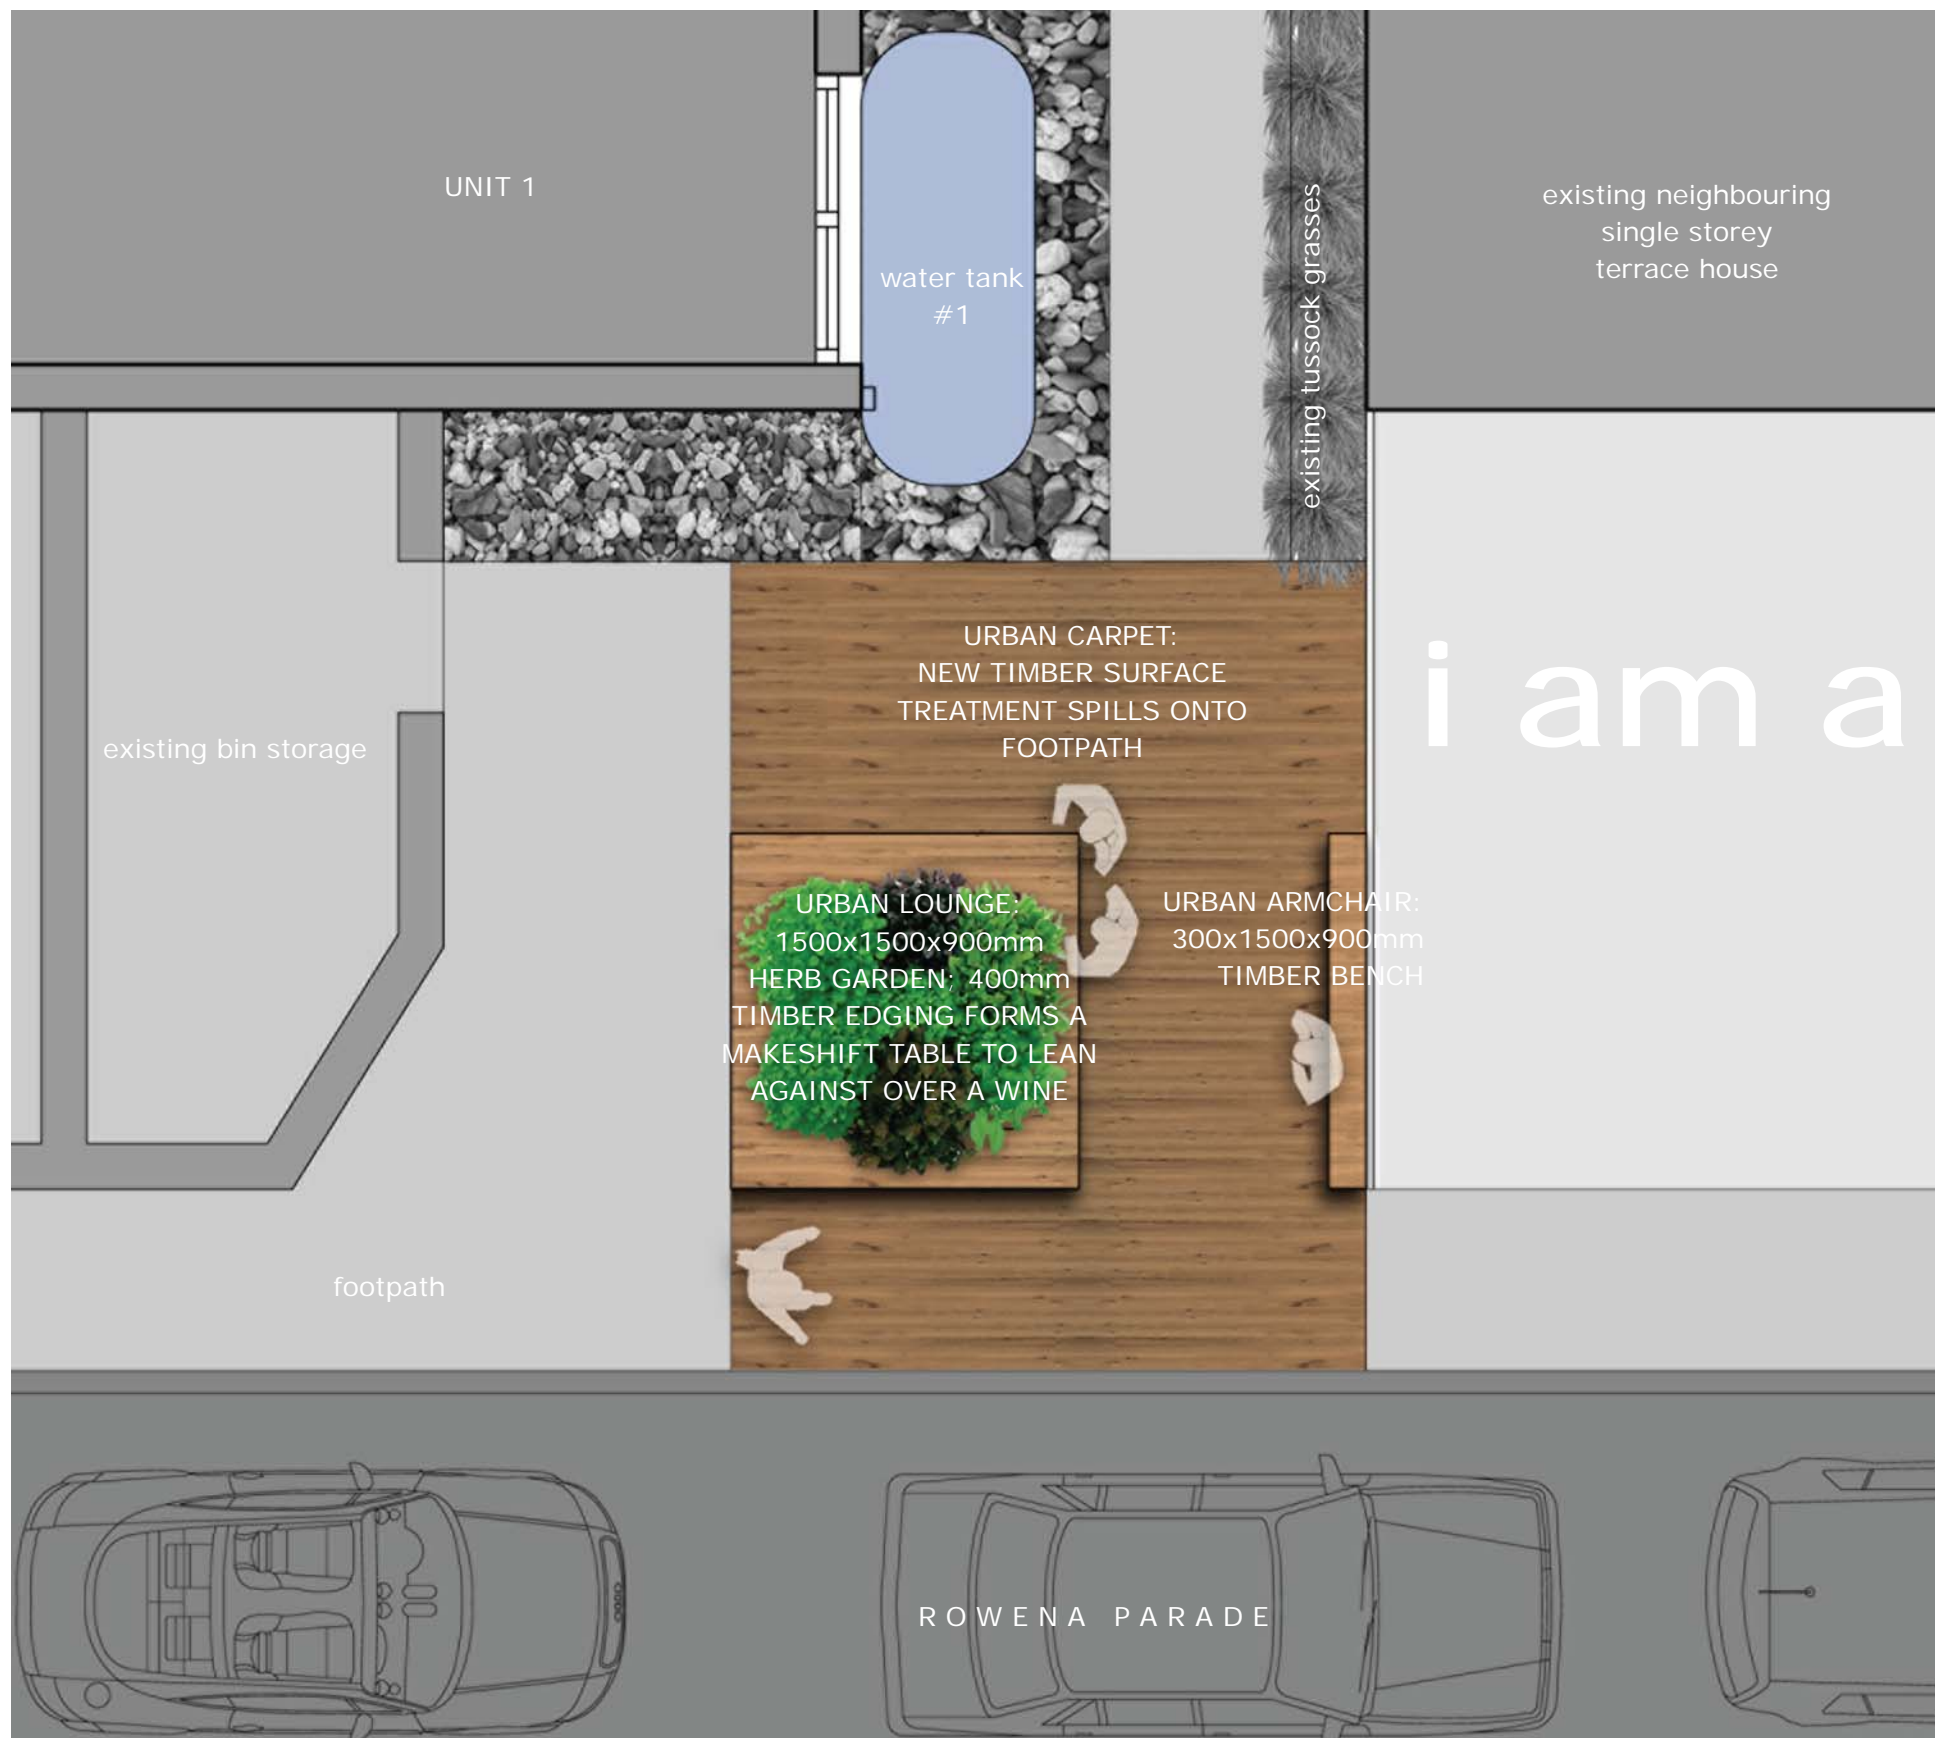 UNIT 1
existing neighbouring
single storey
terrace house
water tank
#1
existing tussock grasses
URBAN CARPET:
NEW TIMBER SURFACE
TREATMENT SPILLS ONTO
FOOTPATH
i am a
existing bin storage
URBAN LOUNGE:
1500x1500x900mm
HERB GARDEN; 400mm
TIMBER EDGING FORMS A
MAKESHIFT TABLE TO LEAN
AGAINST OVER A WINE
URBAN ARMCHAIR:
300x1500x900mm
TIMBER BENCH
footpath
ROWENA PARADE